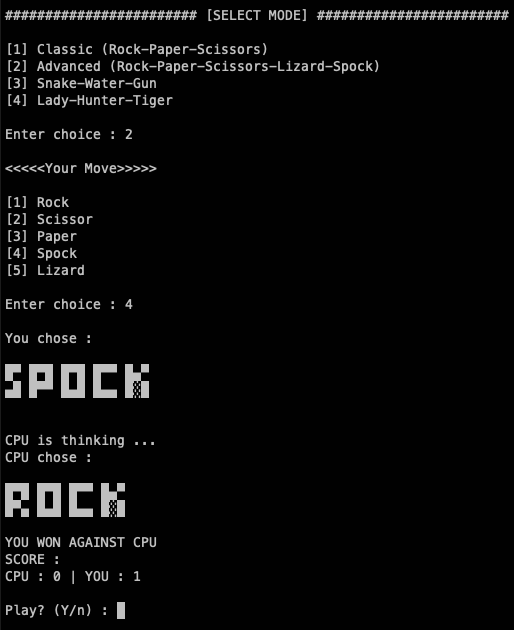 ######################## [SELECT MODE] ########################
[1] Classic (Rock-Paper-Scissors)
[2] Advanced (Rock-Paper-Scissors-Lizard-Spock)
[3] Snake-Water-Gun
[4] Lady-Hunter-Tiger
Enter choice : 2
<<<<<Your Move>>>>>
[1] Rock
[2] Scissor
[3] Paper
[4] Spock
[5] Lizard
Enter choice : 4
You chose :
SPOCK
CPU is thinking ...
CPU chose :
ROCK
YOU WON AGAINST CPU
SCORE :
CPU : 0 | YOU : 1
Play? (Y/n) :